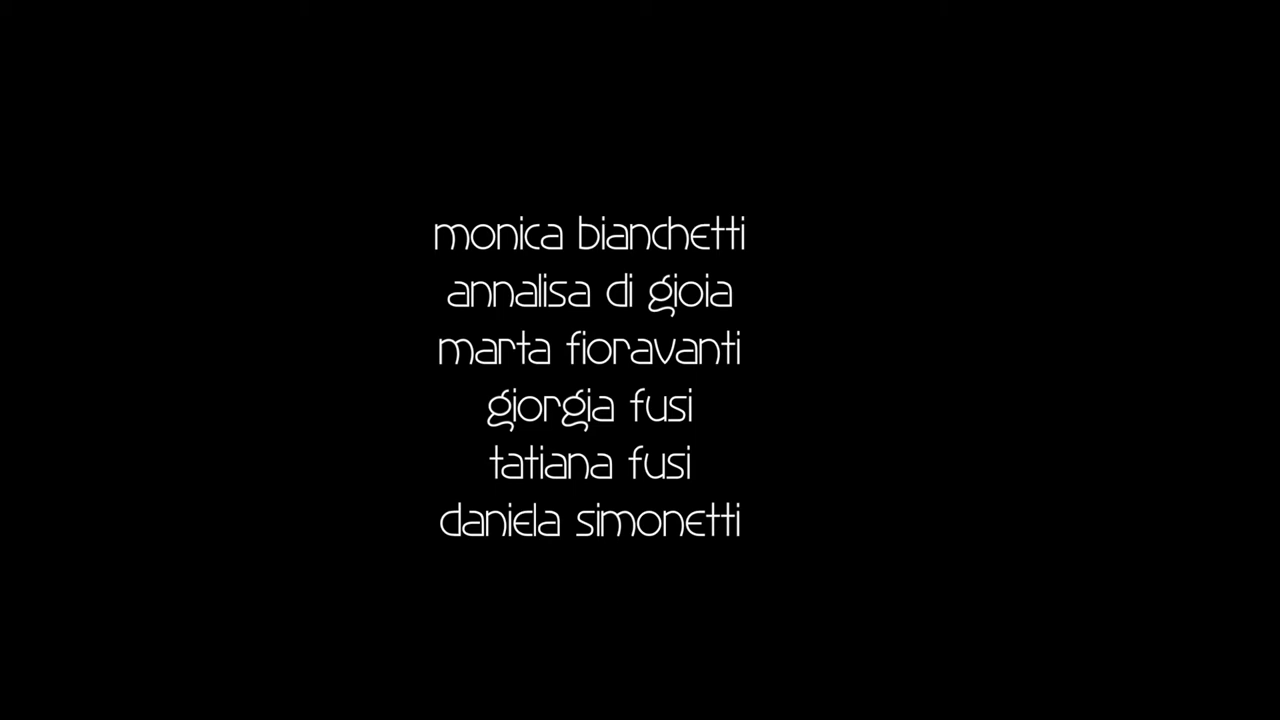 monica bianchetti
annalisa di gioia
marta fioravanti
giorgia fusi
tatiana fusi
daniela simonetti